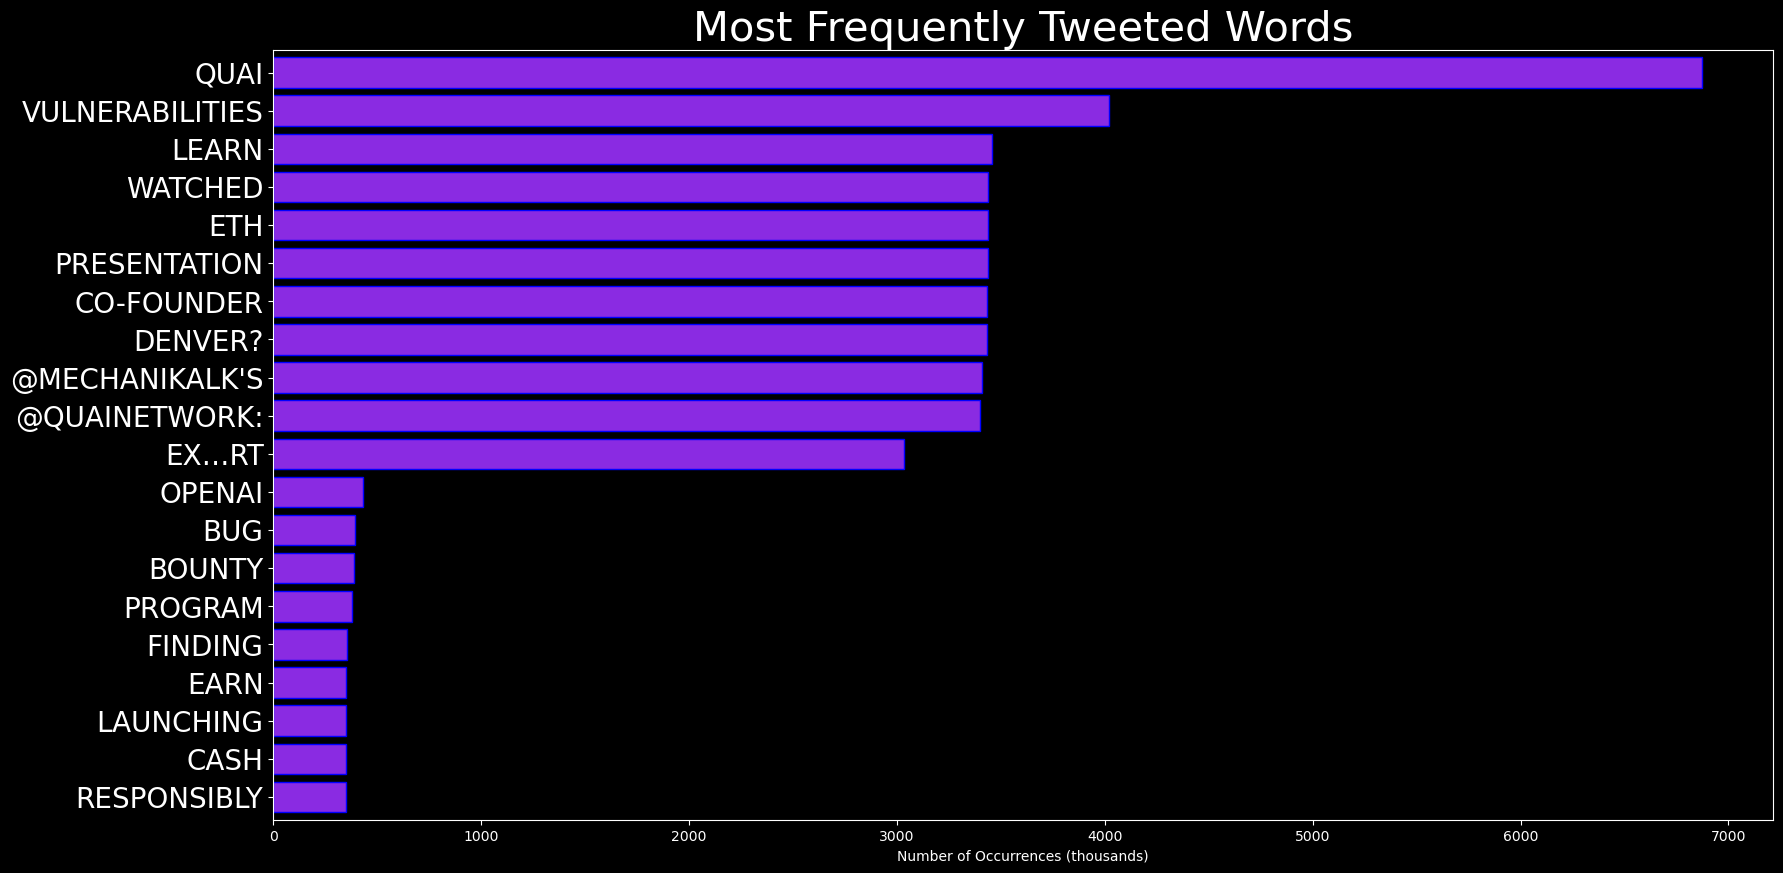 Most Frequently Tweeted Words
QUAI
VULNERABILITIES
LEARN
WATCHED
ETH
PRESENTATION
CO-FOUNDER
DENVER?
@MECHANIKALK'S
@QUAINETWORK:
EX…RT
OPENAI
BUG
BOUNTY
PROGRAM
FINDING
EARN
LAUNCHING
CASH
RESPONSIBLY
0 1000 2000 3000 4000 5000 6000 7000
Number of Occurrences (thousands)